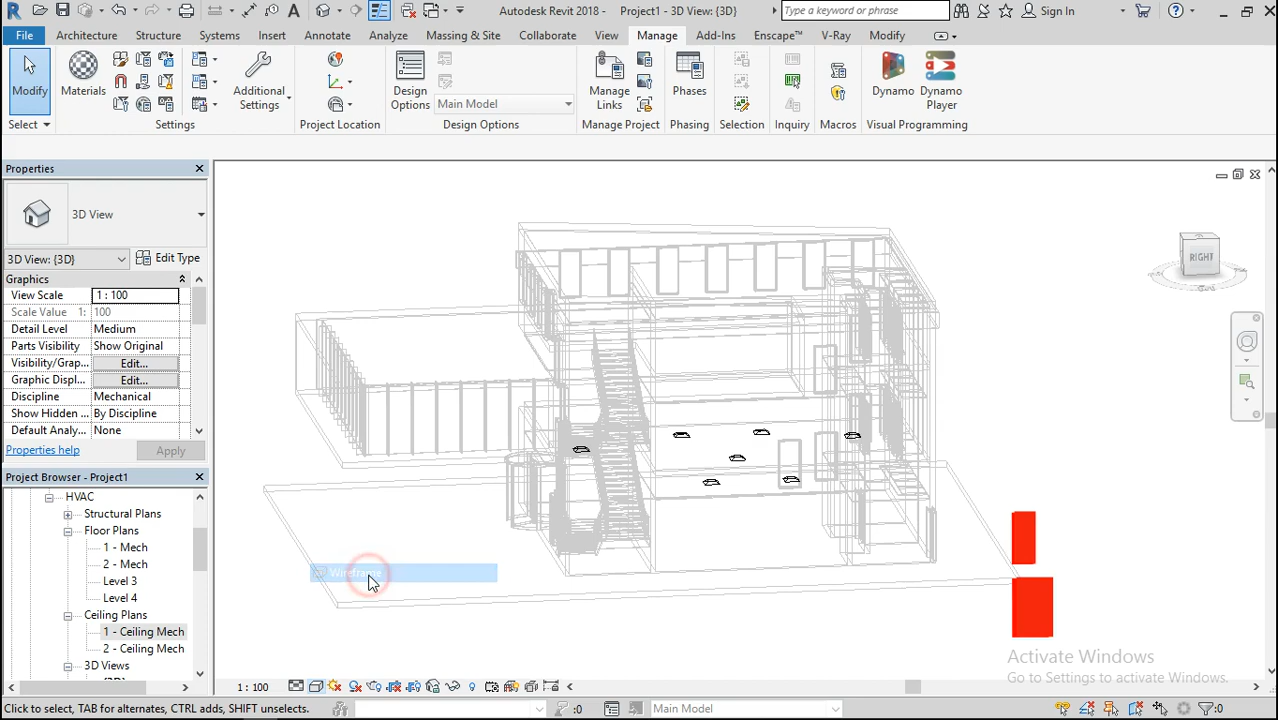 Autodesk Revit 2018 - Project1 - 3D View: {3D}
Type a keyword or phrase
Sign In
File Architecture Structure Systems Insert Annotate Analyze Massing & Site Collaborate View Manage Add-Ins Enscape™ V-Ray Modify
Modify
Materials
Additional
Settings
Design
Options
Main Model
Manage
Links
Phases
Dynamo
Dynamo
Player
Select Settings Project Location Design Options Manage Project Phasing Selection Inquiry Macros Visual Programming
Properties
3D View
3D View: {3D} Edit Type
Graphics
View Scale 1 : 100
Scale Value 1: 100
Detail Level Medium
Parts Visibility Show Original
Visibility/Grap... Edit...
Graphic Displ... Edit...
Discipline Mechanical
Show Hidden ... By Discipline
Default Analy... None
Properties help Apply
Project Browser - Project1
HVAC
Structural Plans
Floor Plans
1 - Mech
2 - Mech
Level 3
Level 4
Ceiling Plans
1 - Ceiling Mech
2 - Ceiling Mech
3D Views
RIGHT
Wireframe
Activate Windows
Go to Settings to activate Windows.
1 : 100
Click to select, TAB for alternates, CTRL adds, SHIFT unselects.
:0
Main Model
:0